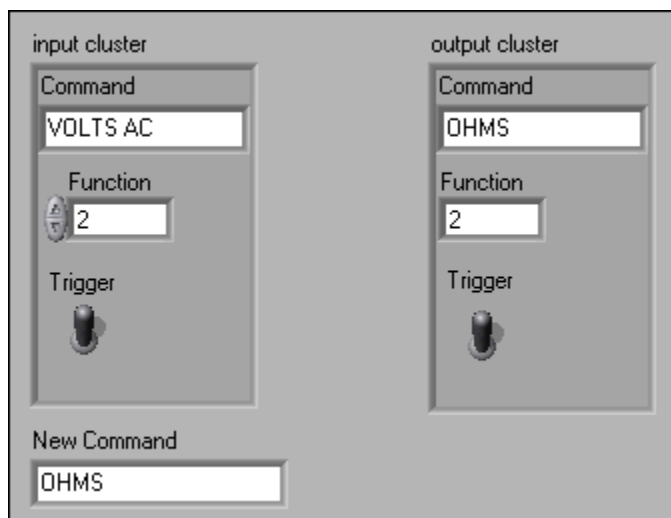 input cluster
Command
VOLTS AC
Function
2
Trigger
New Command
OHMS
output cluster
Command
OHMS
Function
2
Trigger